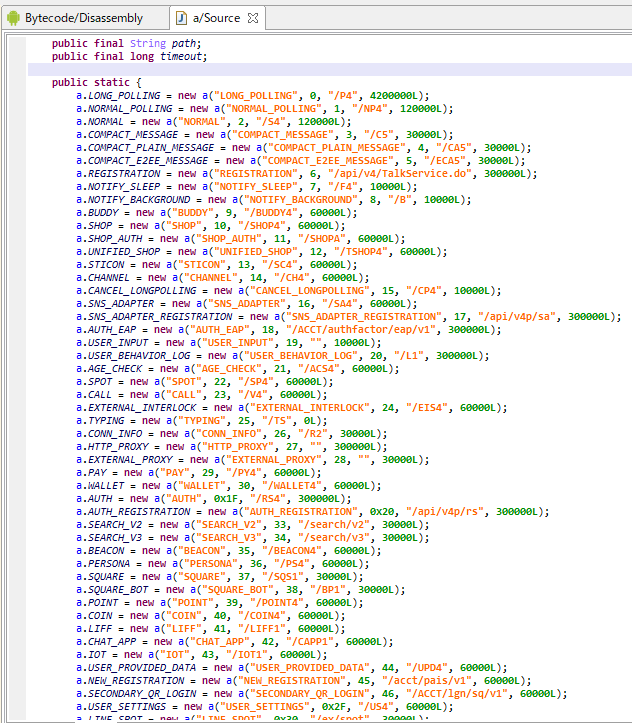 Bytecode/Disassembly
a/Source
public final String path;
public final long timeout;
public static {
a.LONG_POLLING = new a("LONG_POLLING", 0, "/P4", 4200000L);
a.NORMAL_POLLING = new a("NORMAL_POLLING", 1, "/NP4", 120000L);
a.NORMAL = new a("NORMAL", 2, "/S4", 120000L);
a.COMPACT_MESSAGE = new a("COMPACT_MESSAGE", 3, "/C5", 30000L);
a.COMPACT_PLAIN_MESSAGE = new a("COMPACT_PLAIN_MESSAGE", 4, "/CA5", 30000L);
a.COMPACT_E2EE_MESSAGE = new a("COMPACT_E2EE_MESSAGE", 5, "/ECA5", 30000L);
a.REGISTRATION = new a("REGISTRATION", 6, "/api/v4/TalkService.do", 300000L);
a.NOTIFY_SLEEP = new a("NOTIFY_SLEEP", 7, "/F4", 10000L);
a.NOTIFY_BACKGROUND = new a("NOTIFY_BACKGROUND", 8, "/B", 10000L);
a.BUDDY = new a("BUDDY", 9, "/BUDDY4", 60000L);
a.SHOP = new a("SHOP", 10, "/SHOP4", 60000L);
a.SHOP_AUTH = new a("SHOP_AUTH", 11, "/SHOPA", 60000L);
a.UNIFIED_SHOP = new a("UNIFIED_SHOP", 12, "/TSHOP4", 60000L);
a.STICON = new a("STICON", 13, "/SC4", 60000L);
a.CHANNEL = new a("CHANNEL", 14, "/CH4", 60000L);
a.CANCEL_LONGPOLLING = new a("CANCEL_LONGPOLLING", 15, "/CP4", 10000L);
a.SNS_ADAPTER = new a("SNS_ADAPTER", 16, "/SA4", 60000L);
a.SNS_ADAPTER_REGISTRATION = new a("SNS_ADAPTER_REGISTRATION", 17, "/api/v4p/sa", 300000L);
a.AUTH_EAP = new a("AUTH_EAP", 18, "/ACCT/authfactor/eap/v1", 300000L);
a.USER_INPUT = new a("USER_INPUT", 19, "", 10000L);
a.USER_BEHAVIOR_LOG = new a("USER_BEHAVIOR_LOG", 20, "/L1", 300000L);
a.AGE_CHECK = new a("AGE_CHECK", 21, "/ACS4", 60000L);
a.SPOT = new a("SPOT", 22, "/SP4", 60000L);
a.CALL = new a("CALL", 23, "/V4", 60000L);
a.EXTERNAL_INTERLOCK = new a("EXTERNAL_INTERLOCK", 24, "/EIS4", 60000L);
a.TYPING = new a("TYPING", 25, "/TS", 0L);
a.CONN_INFO = new a("CONN_INFO", 26, "/R2", 30000L);
a.HTTP_PROXY = new a("HTTP_PROXY", 27, "", 30000L);
a.EXTERNAL_PROXY = new a("EXTERNAL_PROXY", 28, "", 30000L);
a.PAY = new a("PAY", 29, "/PY4", 60000L);
a.WALLET = new a("WALLET", 30, "/WALLET4", 60000L);
a.AUTH = new a("AUTH", 0x1F, "/RS4", 300000L);
a.AUTH_REGISTRATION = new a("AUTH_REGISTRATION", 0x20, "/api/v4p/rs", 300000L);
a.SEARCH_V2 = new a("SEARCH_V2", 33, "/search/v2", 30000L);
a.SEARCH_V3 = new a("SEARCH_V3", 34, "/search/v3", 30000L);
a.BEACON = new a("BEACON", 35, "/BEACON4", 60000L);
a.PERSONA = new a("PERSONA", 36, "/PS4", 60000L);
a.SQUARE = new a("SQUARE", 37, "/SQS1", 30000L);
a.SQUARE_BOT = new a("SQUARE_BOT", 38, "/BP1", 30000L);
a.POINT = new a("POINT", 39, "/POINT4", 60000L);
a.COIN = new a("COIN", 40, "/COIN4", 60000L);
a.LIFF = new a("LIFF", 41, "/LIFF1", 60000L);
a.CHAT_APP = new a("CHAT_APP", 42, "/CAPP1", 60000L);
a.IOT = new a("IOT", 43, "/IOT1", 60000L);
a.USER_PROVIDED_DATA = new a("USER_PROVIDED_DATA", 44, "/UPD4", 60000L);
a.NEW_REGISTRATION = new a("NEW_REGISTRATION", 45, "/acct/pais/v1", 60000L);
a.SECONDARY_QR_LOGIN = new a("SECONDARY_QR_LOGIN", 46, "/ACCT/lgn/sq/v1", 60000L);
a.USER_SETTINGS = new a("USER_SETTINGS", 0x2F, "/US4", 60000L);
a.LINE_SPOT = new a("LINE_SPOT", 0x30, "/ex/spot", 30000L);